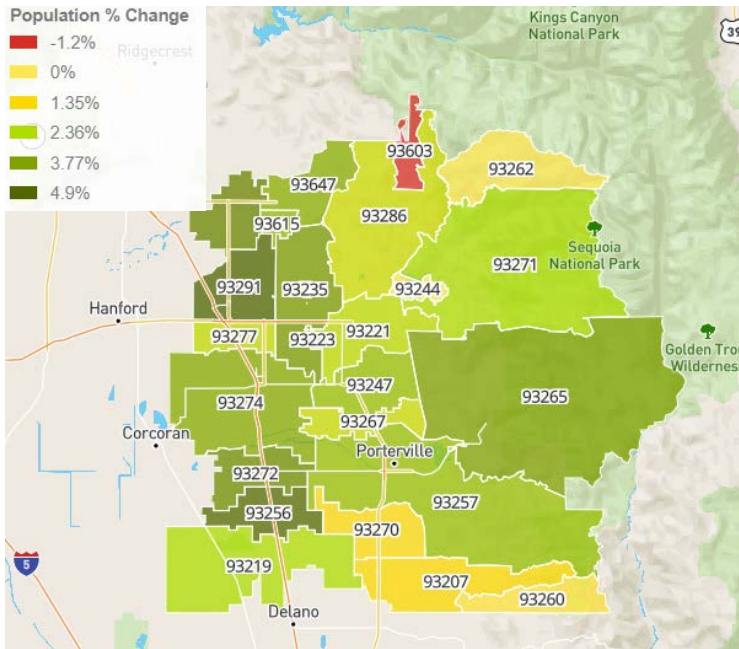 Population % Change
-1.2%
Ridgecrest
0%
1.35%
2.36%
3.77%
4.9%
Kings Canyon
National Park
39
93603
93262
93647
93286
93615
Sequoia
National Park
93271
93291
93235
93244
Hanford
93277
93223
93221
Golden Trou
Wilderness
93247
93265
93274
93267
Corcoran
Porterville
93272
93257
93256
93270
5
93219
93207
93260
Delano